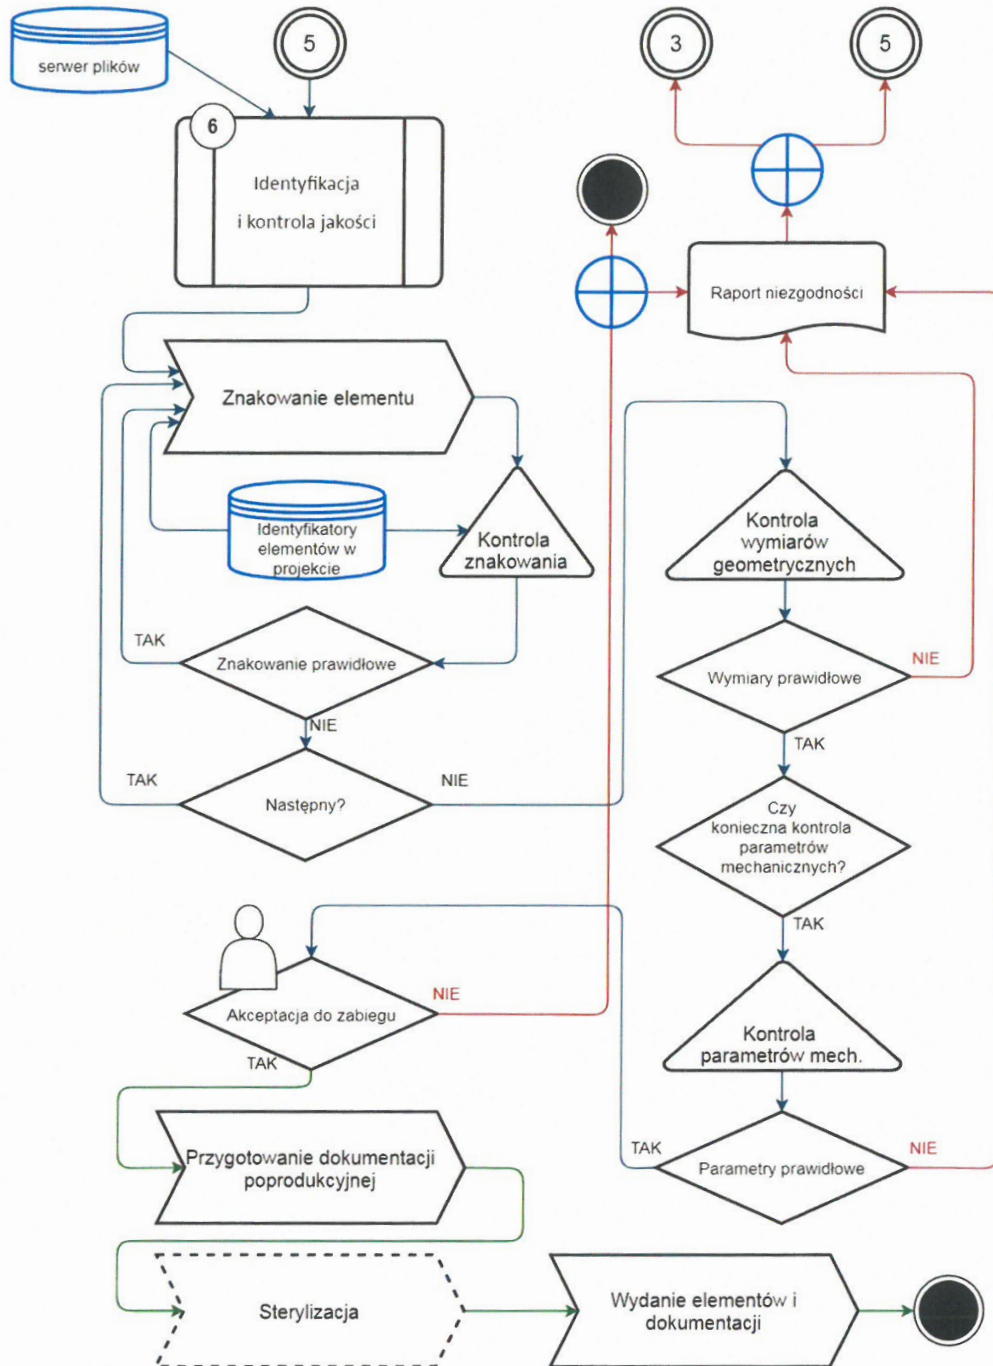 serwer plików
5
3
5
6
Identyfikacja
i kontrola jakości
Raport niezgodności
Znakowanie elementu
Identyfikatory
elementów w
projekcie
Kontrola
znakowania
Kontrola
wymiarów
geometrycznych
TAK
Znakowanie prawidłowe
NIE
Wymiary prawidłowe
NIE
TAK
TAK
Następny?
NIE
Czy
konieczna kontrola
parametrów
mechanicznych?
TAK
Akceptacja do zabiegu
NIE
TAK
Kontrola
parametrów mech.
TAK
Parametry prawidłowe
NIE
Przygotowanie dokumentacji
poprodukcyjnej
Sterylizacja
Wydanie elementów i
dokumentacji